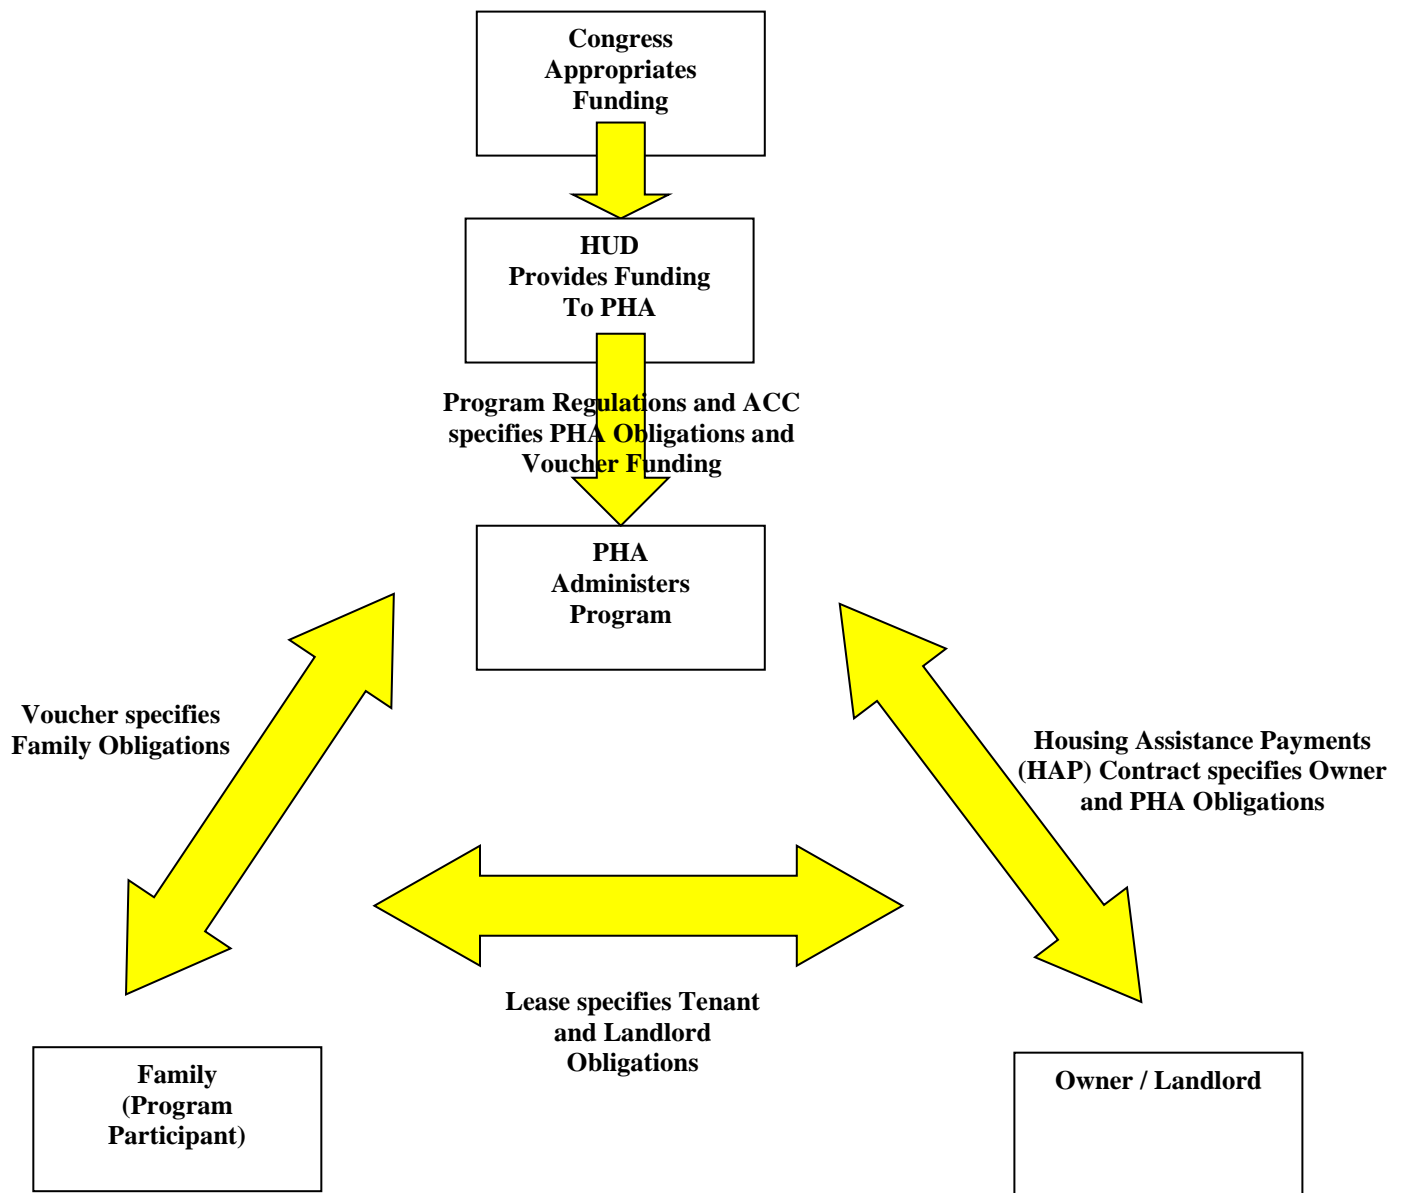 Congress
Appropriates
Funding
HUD
Provides Funding
To PHA
Program Regulations and ACC
specifies PHA Obligations and
Voucher Funding
PHA
Administers
Program
Voucher specifies
Family Obligations
Housing Assistance Payments
(HAP) Contract specifies Owner
and PHA Obligations
Lease specifies Tenant
and Landlord
Obligations
Family
(Program
Participant)
Owner / Landlord